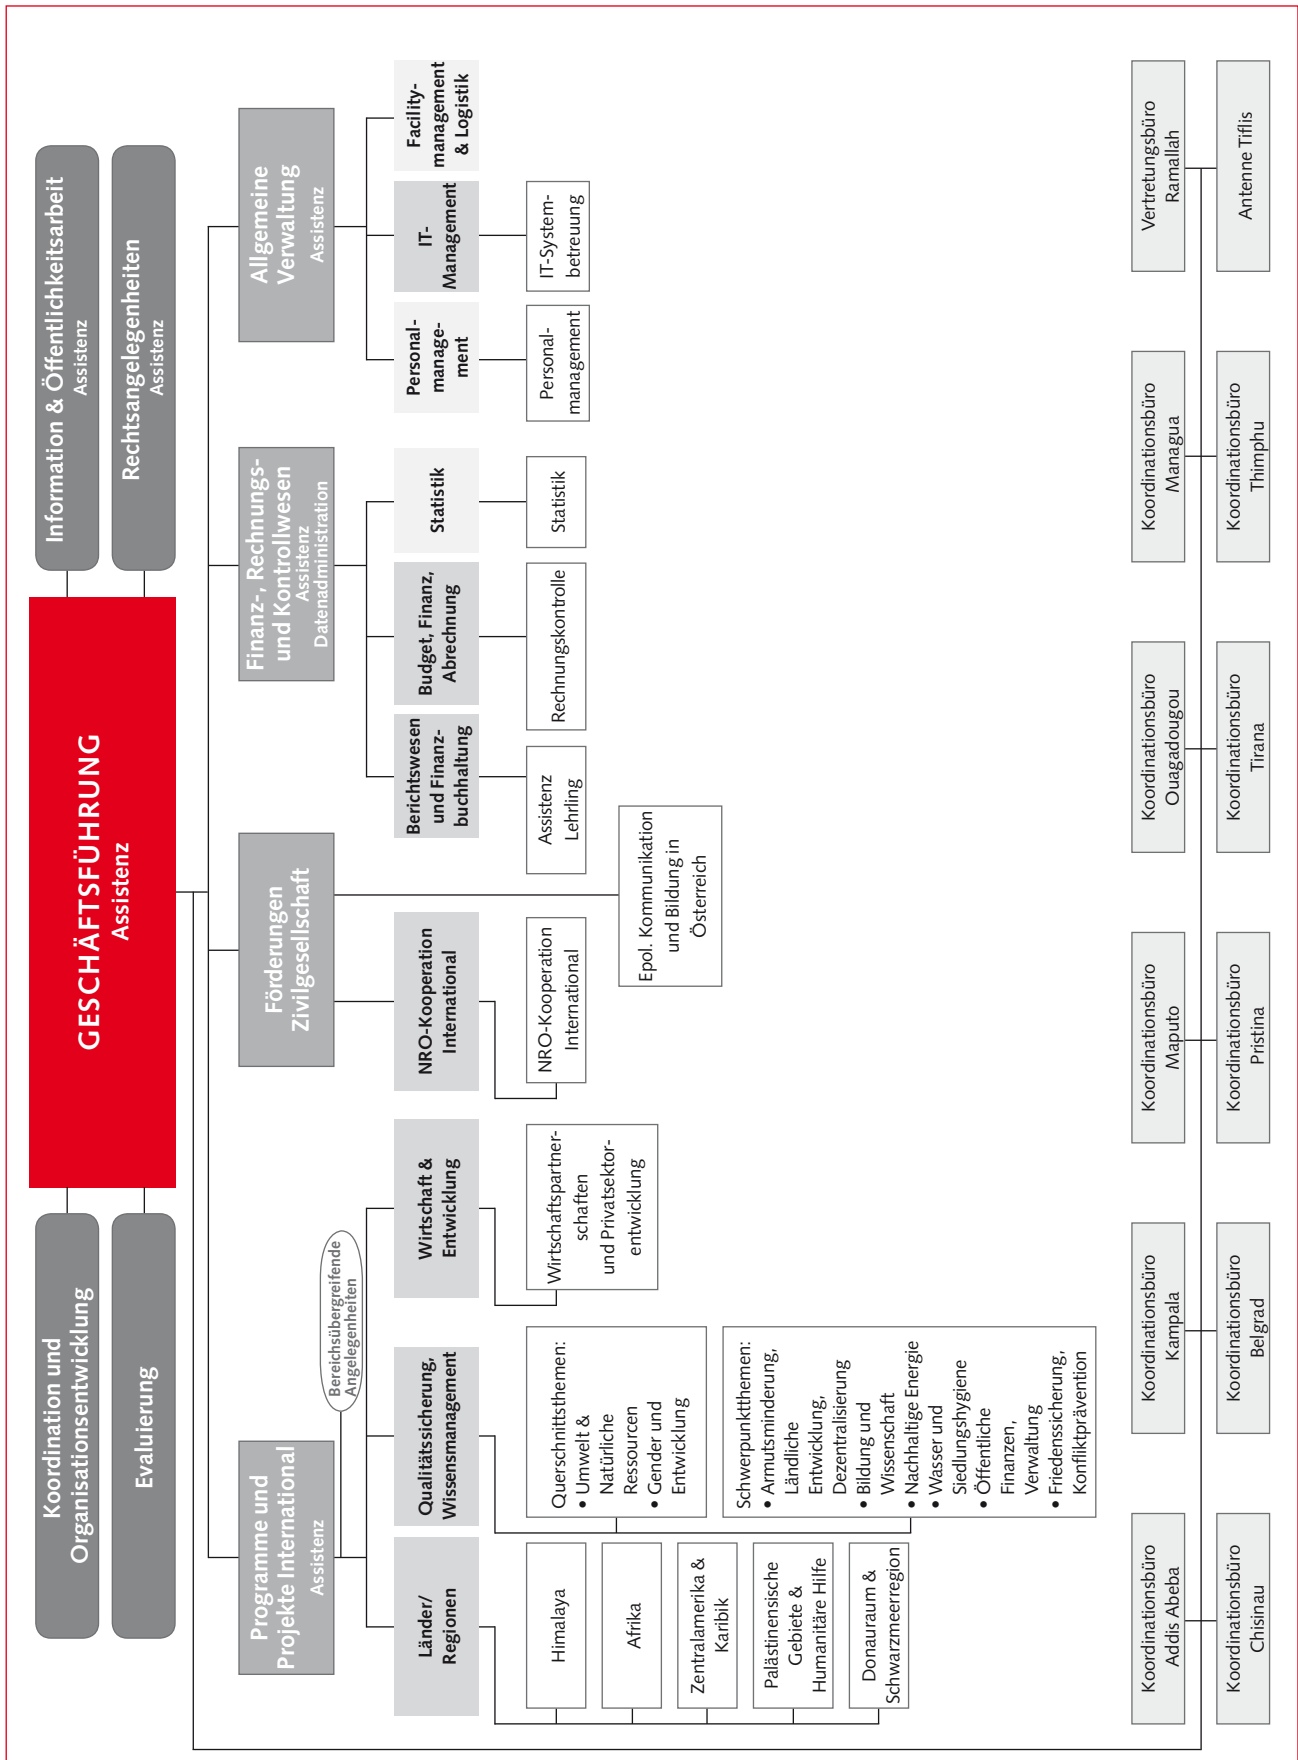 Koordination und
Organisationsentwicklung
Evaluierung
GESCHÄFTSFÜHRUNG
Assistenz
Information & Öffentlichkeitsarbeit
Assistenz
Rechtsangelegenheiten
Assistenz
Programme und
Projekte International
Assistenz
Bereichsübergreifende
Angelegenheiten
Förderungen
Zivilgesellschaft
Finanz-, Rechnungs-
und Kontrollwesen
Assistenz
Datenadministration
Allgemeine
Verwaltung
Assistenz
Länder/
Regionen
Qualitätssicherung,
Wissensmanagement
Wirtschaft &
Entwicklung
NRO-Kooperation
International
Berichtswesen
und Finanz-
buchhaltung
Budget, Finanz,
Abrechnung
Statistik
Personal-
manage-
ment
IT-
Management
Facility-
management
& Logistik
Himalaya
Afrika
Zentralamerika &
Karibik
Palästinensische
Gebiete &
Humanitäre Hilfe
Donauraum &
Schwarzmeerregion
Querschnittsthemen:
• Umwelt &
Natürliche
Ressourcen
• Gender und
Entwicklung
Schwerpunktthemen:
• Armutsminderung,
Ländliche
Entwicklung,
Dezentralisierung
• Bildung und
Wissenschaft
• Nachhaltige Energie
• Wasser und
Siedlungshygiene
• Öffentliche
Finanzen,
Verwaltung
• Friedenssicherung,
Konfliktprävention
Wirtschaftspartner-
schaften
und Privatsektor-
entwicklung
NRO-Kooperation
International
Epol. Kommunikation
und Bildung in
Österreich
Assistenz
Lehrling
Rechnungskontrolle
Statistik
Personal-
management
IT-System-
betreuung
Koordinationsbüro
Addis Abeba
Koordinationsbüro
Kampala
Koordinationsbüro
Maputo
Koordinationsbüro
Ouagadougou
Koordinationsbüro
Managua
Vertretungsbüro
Ramallah
Koordinationsbüro
Chisinau
Koordinationsbüro
Belgrad
Koordinationsbüro
Pristina
Koordinationsbüro
Tirana
Koordinationsbüro
Thimphu
Antenne Tiflis